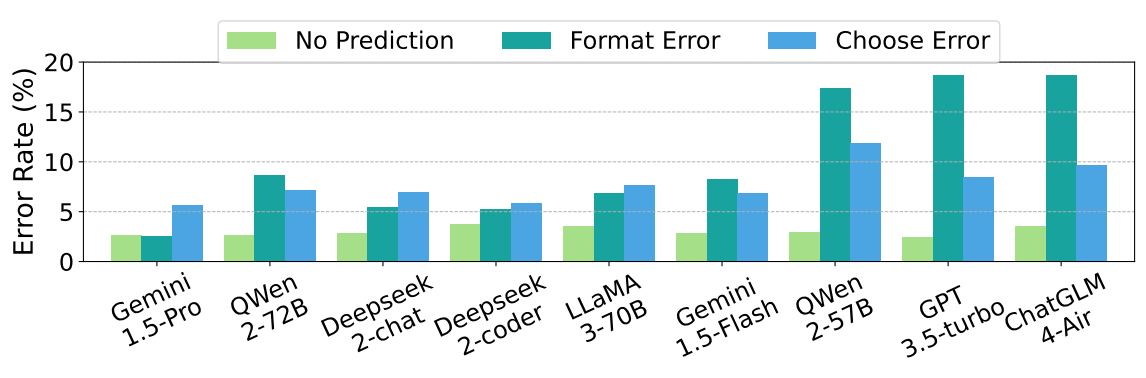 No Prediction Format Error Choose Error
Error Rate (%)
20
15
10
5
0
Gemini
1.5-Pro
QWen
2-72B
Deepseek
2-chat
Deepseek
2-coder
LLaMA
3-70B
Gemini
1.5-Flash
QWen
2-57B
GPT
3.5-turbo
ChatGLM
4-Air